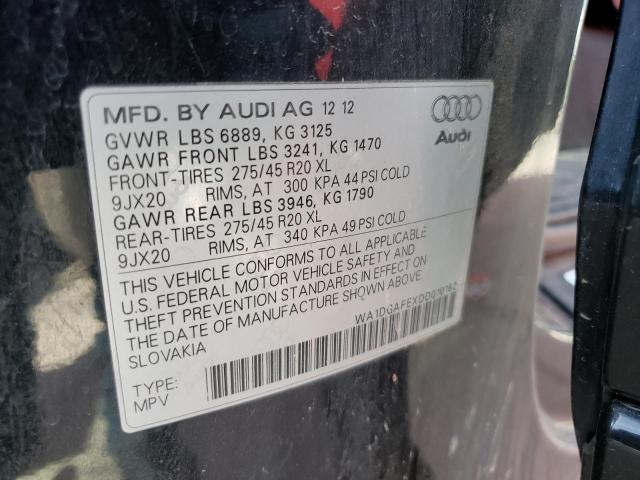 MFD. BY AUDI AG 12 12
GVWR LBS 6889, KG 3125
GAWR FRONT LBS 3241, KG 1470
FRONT-TIRES 275/45 R20 XL
9JX20 RIMS, AT 300 KPA 44 PSI COLD
GAWR REAR LBS 3946, KG 1790
REAR-TIRES 275/45 R20 XL
9JX20 RIMS, AT 340 KPA 49 PSI COLD
THIS VEHICLE CONFORMS TO ALL APPLICABLE
U.S. FEDERAL MOTOR VEHICLE SAFETY AND
THEFT PREVENTION STANDARDS IN EFFECT ON
THE DATE OF MANUFACTURE SHOWN ABOVE
SLOVAKIA
WA1DGAFEXDD010162
TYPE:
MPV
Audi